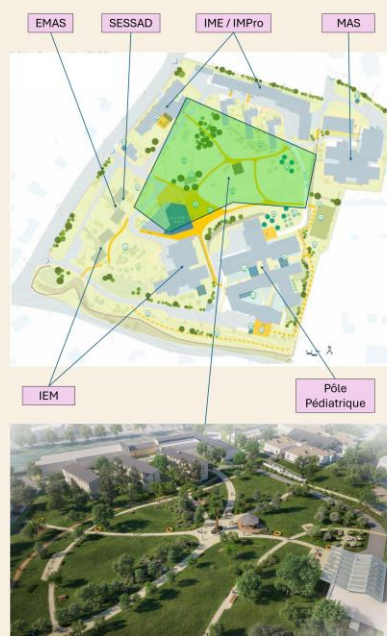 EMAS
SESSAD
IME / IMPro
MAS
IEM
Pôle
Pédiatrique